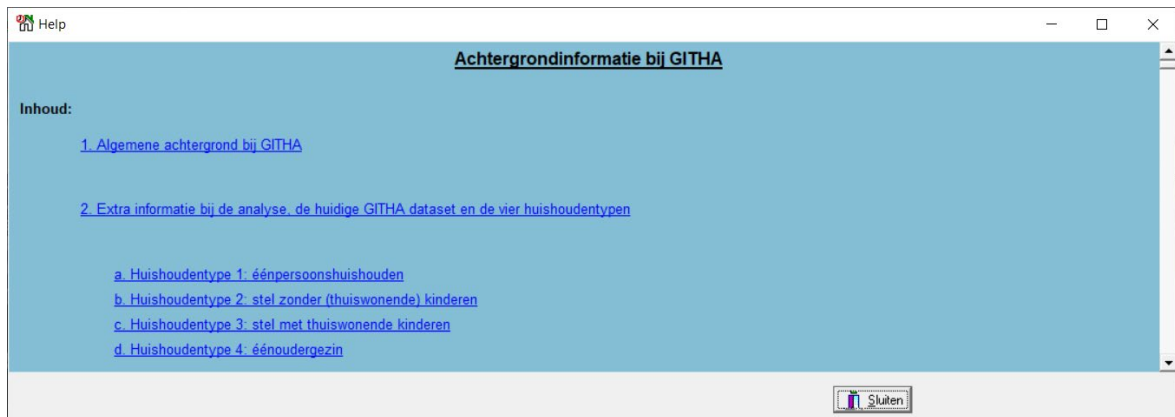 Help
Achtergrondinformatie bij GITHA
Inhoud:
1. Algemene achtergrond bij GITHA
2. Extra informatie bij de analyse, de huidige GITHA dataset en de vier huishoudentypen
a. Huishoudentype 1: éénpersoonshuishouden
b. Huishoudentype 2: stel zonder (thuiswonende) kinderen
c. Huishoudentype 3: stel met thuiswonende kinderen
d. Huishoudentype 4: éénoudergezin
Sluiten